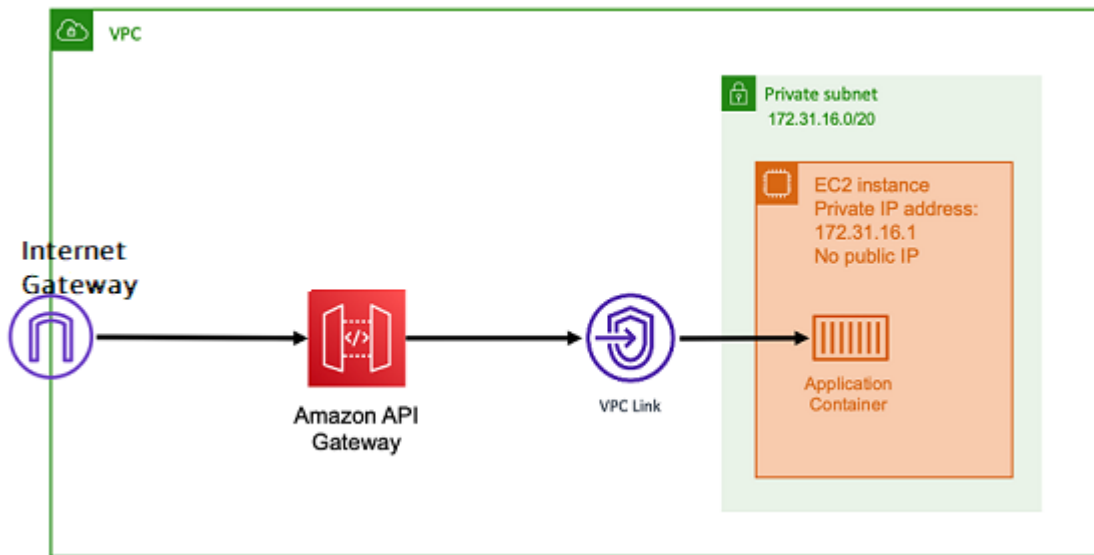 VPC
Private subnet
172.31.16.0/20
EC2 instance
Private IP address:
172.31.16.1
No public IP
Internet
Gateway
</>
Amazon API
Gateway
VPC Link
Application
Container